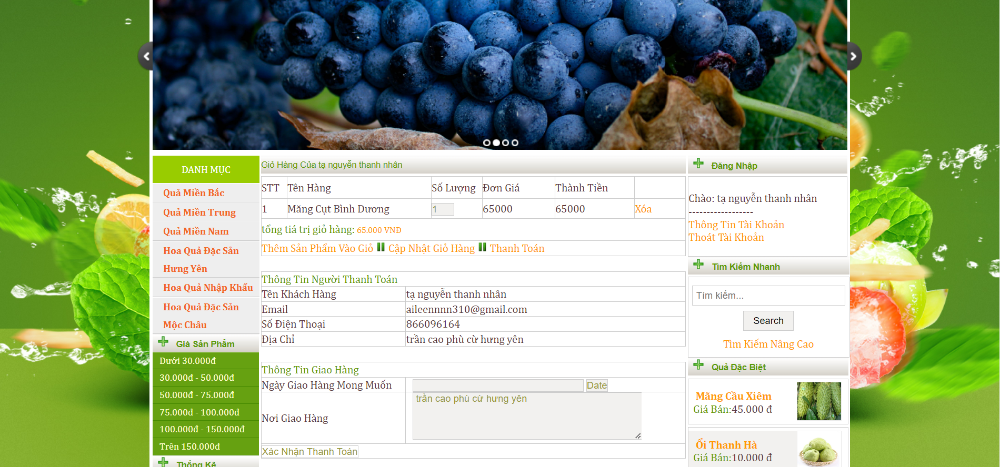 DANH MỤC
Quả Miền Bắc
Quả Miền Trung
Quả Miền Nam
Hoa Quả Đặc Sản
Hưng Yên
Hoa Quả Nhập Khẩu
Hoa Quả Đặc Sản
Mộc Châu
Giá Sản Phẩm
Dưới 30.000đ
30.000đ - 50.000đ
50.000đ - 75.000đ
75.000đ - 100.000đ
100.000đ - 150.000đ
Trên 150.000đ
Thống Kê
Giỏ Hàng Của tạ nguyễn thanh nhân
STT Tên Hàng Số Lượng Đơn Giá Thành Tiền
1 Măng Cụt Bình Dương 1 65000 65000 Xóa
tổng tiá trị giỏ hàng: 65.000 VNĐ
Thêm Sản Phẩm Vào Giỏ Cập Nhật Giỏ Hàng Thanh Toán
Thông Tin Người Thanh Toán
Tên Khách Hàng tạ nguyễn thanh nhân
Email aileennnn310@gmail.com
Số Điện Thoại 866096164
Địa Chỉ trần cao phù cừ hưng yên
Thông Tin Giao Hàng
Ngày Giao Hàng Mong Muốn Date
Nơi Giao Hàng trần cao phù cừ hưng yên
Xác Nhận Thanh Toán
Đăng Nhập
Chào: tạ nguyễn thanh nhân
------------------
Thông Tin Tài Khoản
Thoát Tài Khoản
Tìm Kiếm Nhanh
Tìm kiếm...
Search
Tìm Kiếm Nâng Cao
Quả Đặc Biệt
Mãng Cầu Xiêm
Giá Bán:45.000 đ
Ổi Thanh Hà
Giá Bán:10.000 đ